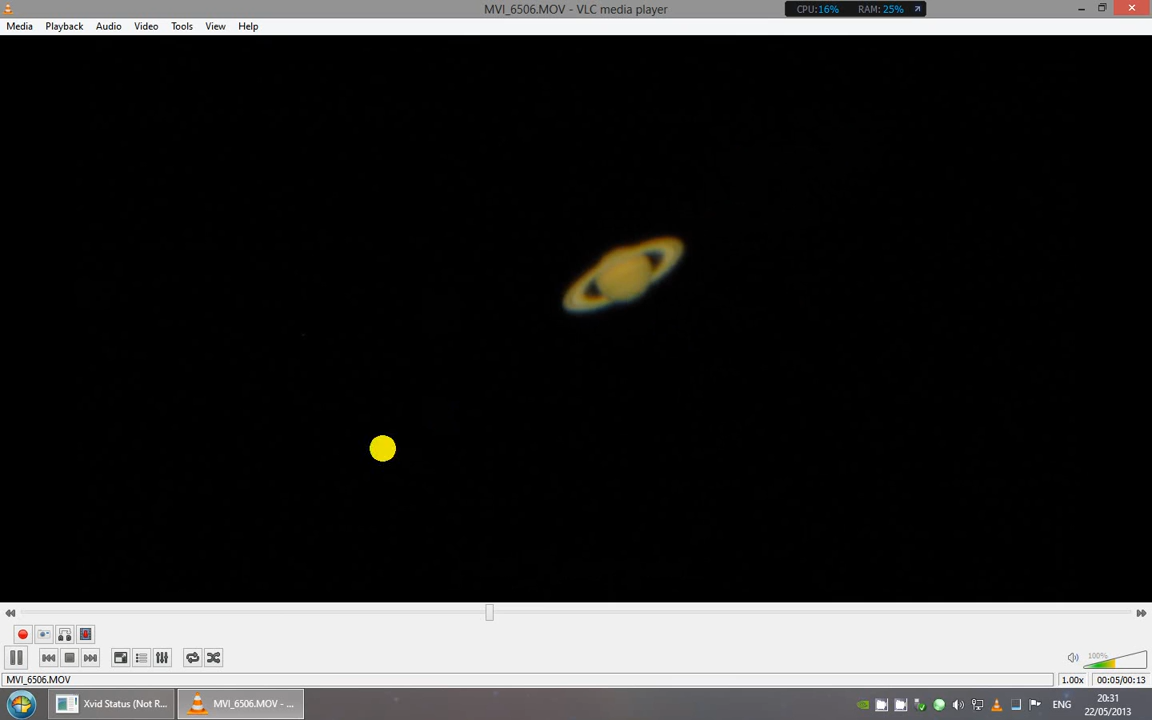 MVI_6506.MOV - VLC media player
CPU:16% RAM: 25%
Media Playback Audio Video Tools View Help
100%
MVI_6506.MOV 1.00x 00:05/00:13
Xvid Status (Not R... MVI_6506.MOV - ... ENG 20:31
22/05/2013